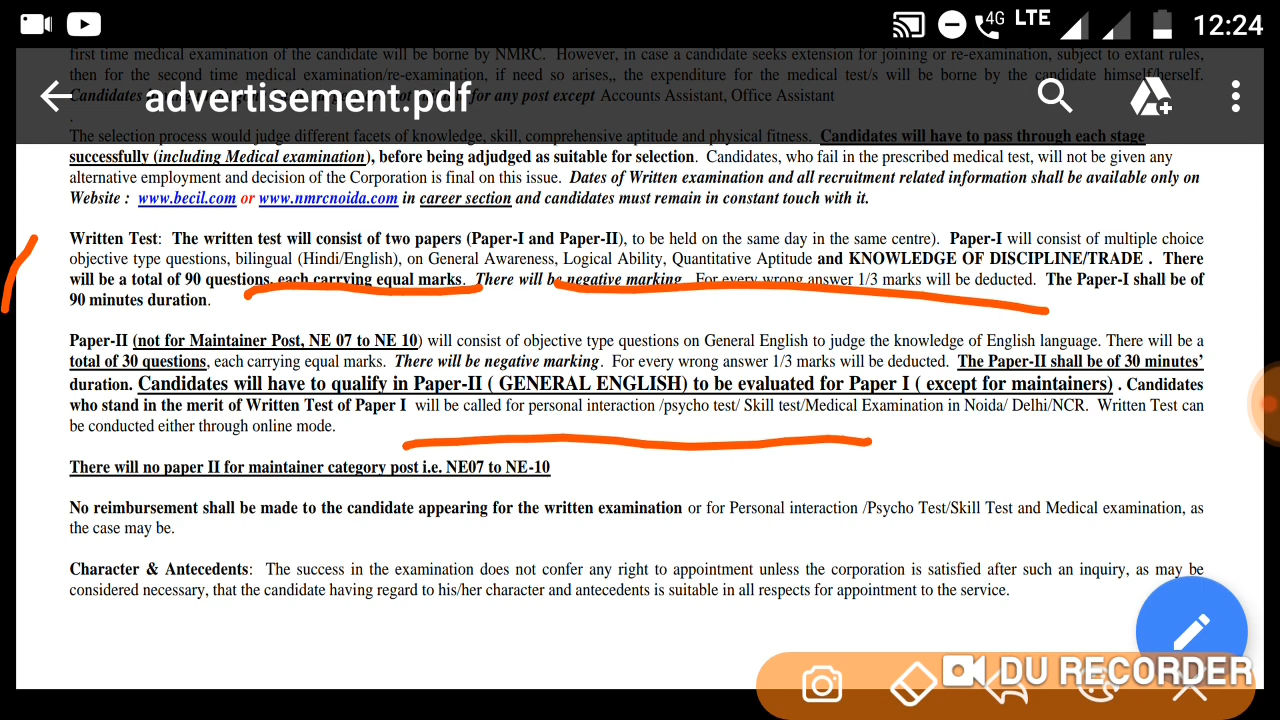 4G LTE 12:24
first time medical examination of the candidate will be borne by NMRC. However, in case a candidate seeks extension for joining or re-examination, subject to extant rules,
then for the second time medical examination/re-examination, if need so arises,, the expenditure for the medical test/s will be borne by the candidate himself/herself.
Candidates for any post except Accounts Assistant, Office Assistant
advertisement.pdf
.
The selection process would judge different facets of knowledge, skill, comprehensive aptitude and physical fitness. Candidates will have to pass through each stage
successfully (including Medical examination), before being adjudged as suitable for selection. Candidates, who fail in the prescribed medical test, will not be given any
alternative employment and decision of the Corporation is final on this issue. Dates of Written examination and all recruitment related information shall be available only on
Website : www.becil.com or www.nmrcnoida.com in career section and candidates must remain in constant touch with it.
Written Test: The written test will consist of two papers (Paper-I and Paper-II), to be held on the same day in the same centre). Paper-I will consist of multiple choice
objective type questions, bilingual (Hindi/English), on General Awareness, Logical Ability, Quantitative Aptitude and KNOWLEDGE OF DISCIPLINE/TRADE . There
will be a total of 90 questions, each carrying equal marks. There will be negative marking. For every wrong answer 1/3 marks will be deducted. The Paper-I shall be of
90 minutes duration.
Paper-II (not for Maintainer Post, NE 07 to NE 10) will consist of objective type questions on General English to judge the knowledge of English language. There will be a
total of 30 questions, each carrying equal marks. There will be negative marking. For every wrong answer 1/3 marks will be deducted. The Paper-II shall be of 30 minutes’
duration. Candidates will have to qualify in Paper-II ( GENERAL ENGLISH) to be evaluated for Paper I ( except for maintainers) . Candidates
who stand in the merit of Written Test of Paper I will be called for personal interaction /psycho test/ Skill test/Medical Examination in Noida/ Delhi/NCR. Written Test can
be conducted either through online mode.
There will no paper II for maintainer category post i.e. NE07 to NE-10
No reimbursement shall be made to the candidate appearing for the written examination or for Personal interaction /Psycho Test/Skill Test and Medical examination, as
the case may be.
Character & Antecedents: The success in the examination does not confer any right to appointment unless the corporation is satisfied after such an inquiry, as may be
considered necessary, that the candidate having regard to his/her character and antecedents is suitable in all respects for appointment to the service.
DU RECORDER